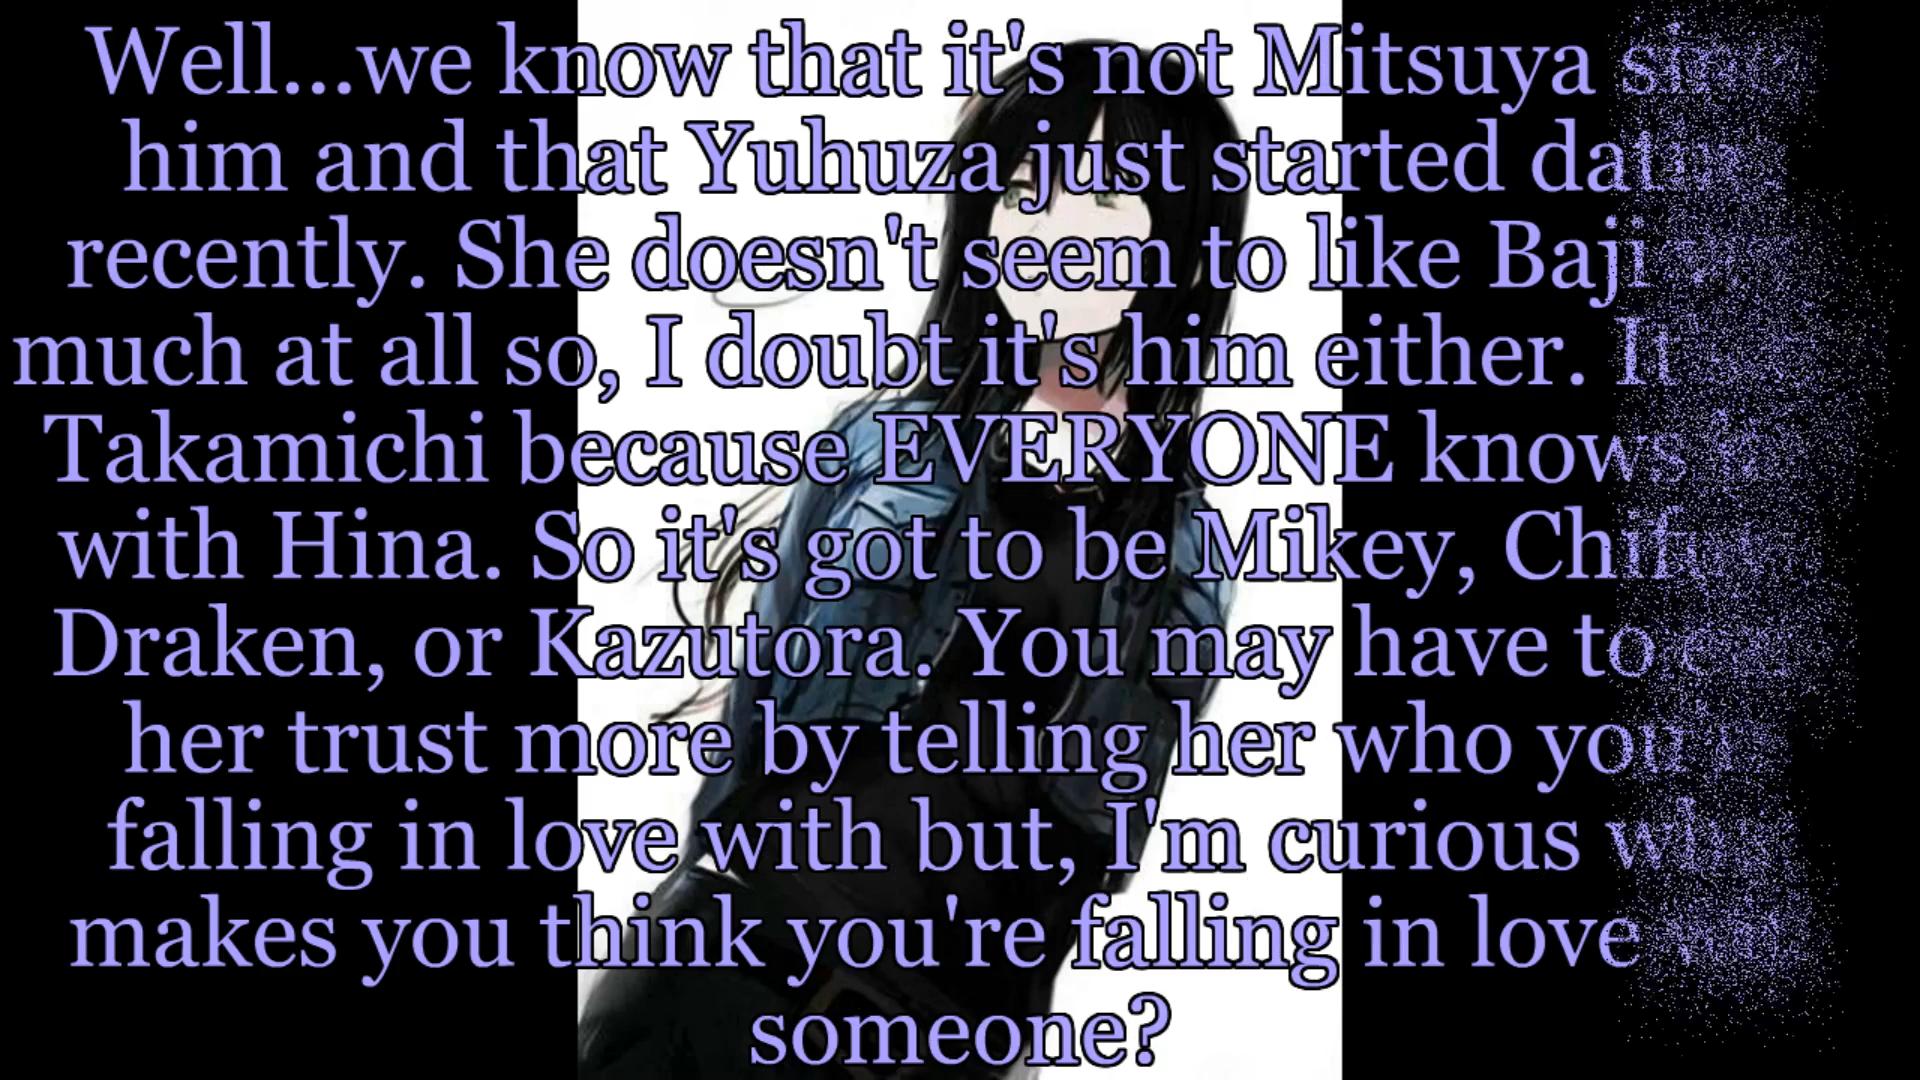 Well...we know that it's not Mitsuya
him and that Yuhuza just started
recently. She doesn't seem to like Baji
much at all so, I doubt it's him either. It
Takamichi because EVERYONE knows
with Hina. So it's got to be Mikey,
Draken, or Kazutora. You may have to
her trust more by telling her who
falling in love with but, I'm curious
makes you think you're falling in love
someone?